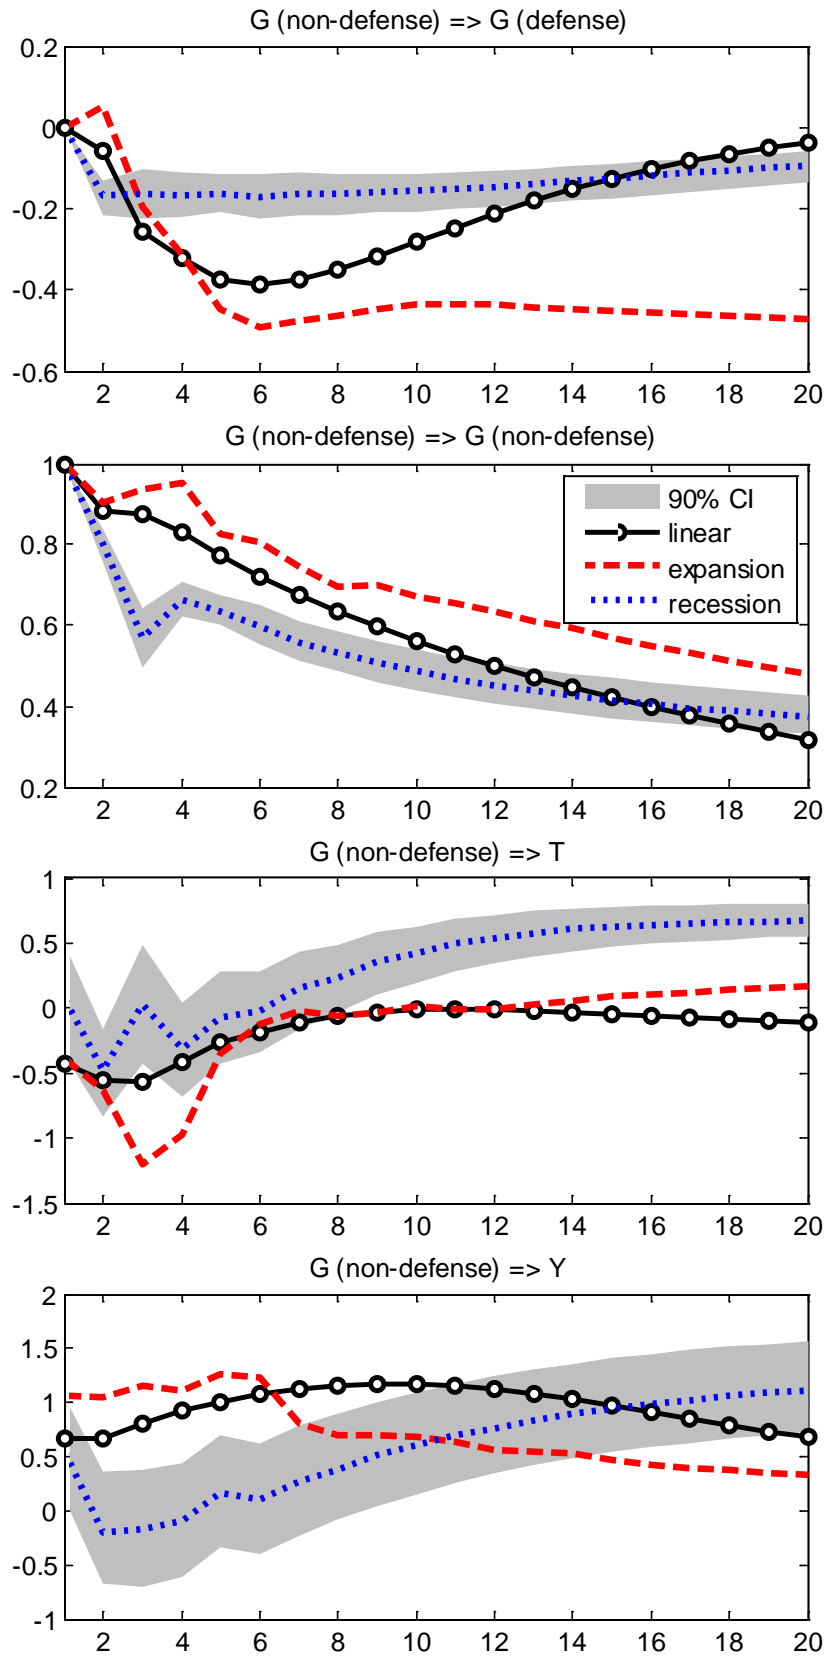 G (non-defense) => G (defense)
0.2
0
-0.2
-0.4
-0.6
2 4 6 8 10 12 14 16 18 20
G (non-defense) => G (non-defense)
1
0.8
0.6
0.4
0.2
90% CI
linear
expansion
recession
2 4 6 8 10 12 14 16 18 20
G (non-defense) => T
1
0.5
0
-0.5
-1
-1.5
2 4 6 8 10 12 14 16 18 20
G (non-defense) => Y
2
1.5
1
0.5
0
-0.5
-1
2 4 6 8 10 12 14 16 18 20